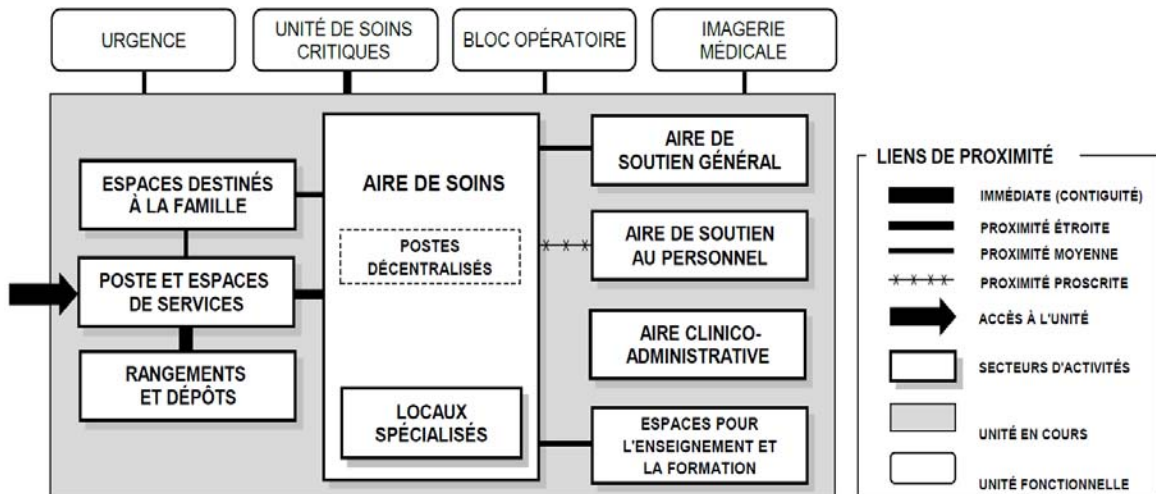 URGENCE
UNITÉ DE SOINS
CRITIQUES
BLOC OPÉRATOIRE
IMAGERIE
MÉDICALE
ESPACES DESTINÉS
À LA FAMILLE
POSTE ET ESPACES
DE SERVICES
RANGEMENTS
ET DÉPÔTS
AIRE DE SOINS
POSTES
DÉCENTRALISÉS
LOCAUX
SPÉCIALISÉS
AIRE DE
SOUTIEN GÉNÉRAL
AIRE DE SOUTIEN
AU PERSONNEL
AIRE CLINICO-
ADMINISTRATIVE
ESPACES POUR
L'ENSEIGNEMENT ET
LA FORMATION
LIENS DE PROXIMITÉ
IMMÉDIATE (CONTIGUITÉ)
PROXIMITÉ ÉTROITE
PROXIMITÉ MOYENNE
PROXIMITÉ PROSCRITE
ACCÈS À L'UNITÉ
SECTEURS D'ACTIVITÉS
UNITÉ EN COURS
UNITÉ FONCTIONNELLE